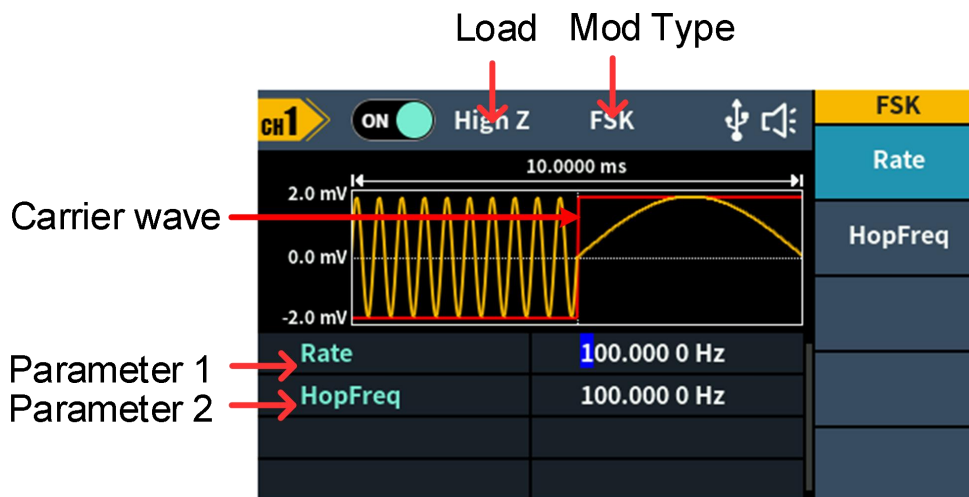 Load Mod Type
CH1 ON High Z FSK FSK
Rate
10.0000 ms
2.0 mV
Carrier wave
HopFreq
0.0 mV
-2.0 mV
Rate 100.000 0 Hz
Parameter 1
HopFreq 100.000 0 Hz
Parameter 2